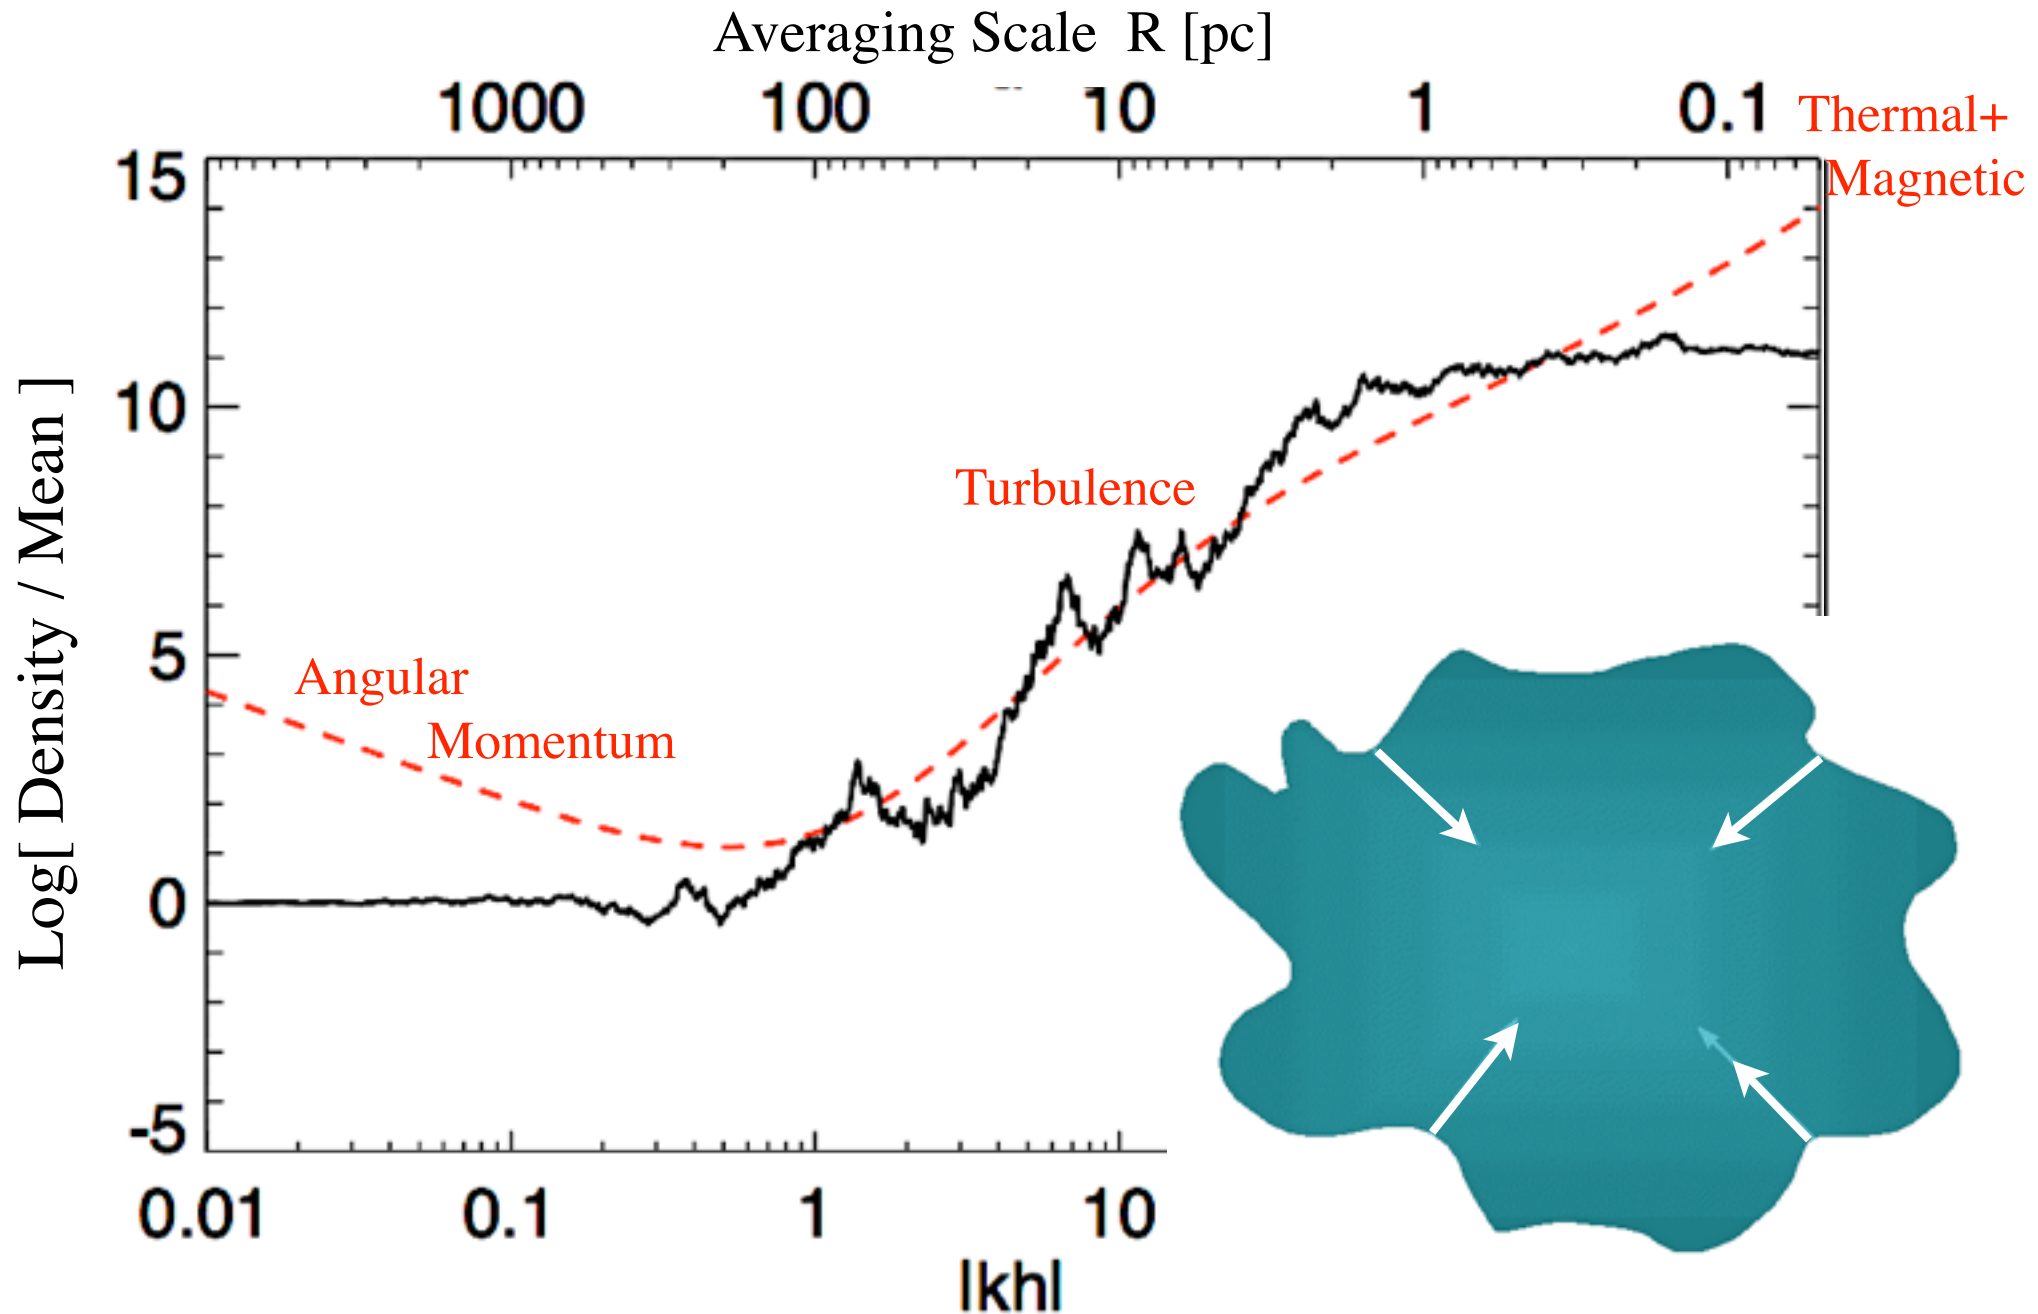 Averaging Scale R [pc]
1000 100 10 1 0.1
Thermal+
Magnetic
15
10
5
0
-5
Log[ Density / Mean ]
Turbulence
Angular
Momentum
0.01 0.1 1 10
|kh|